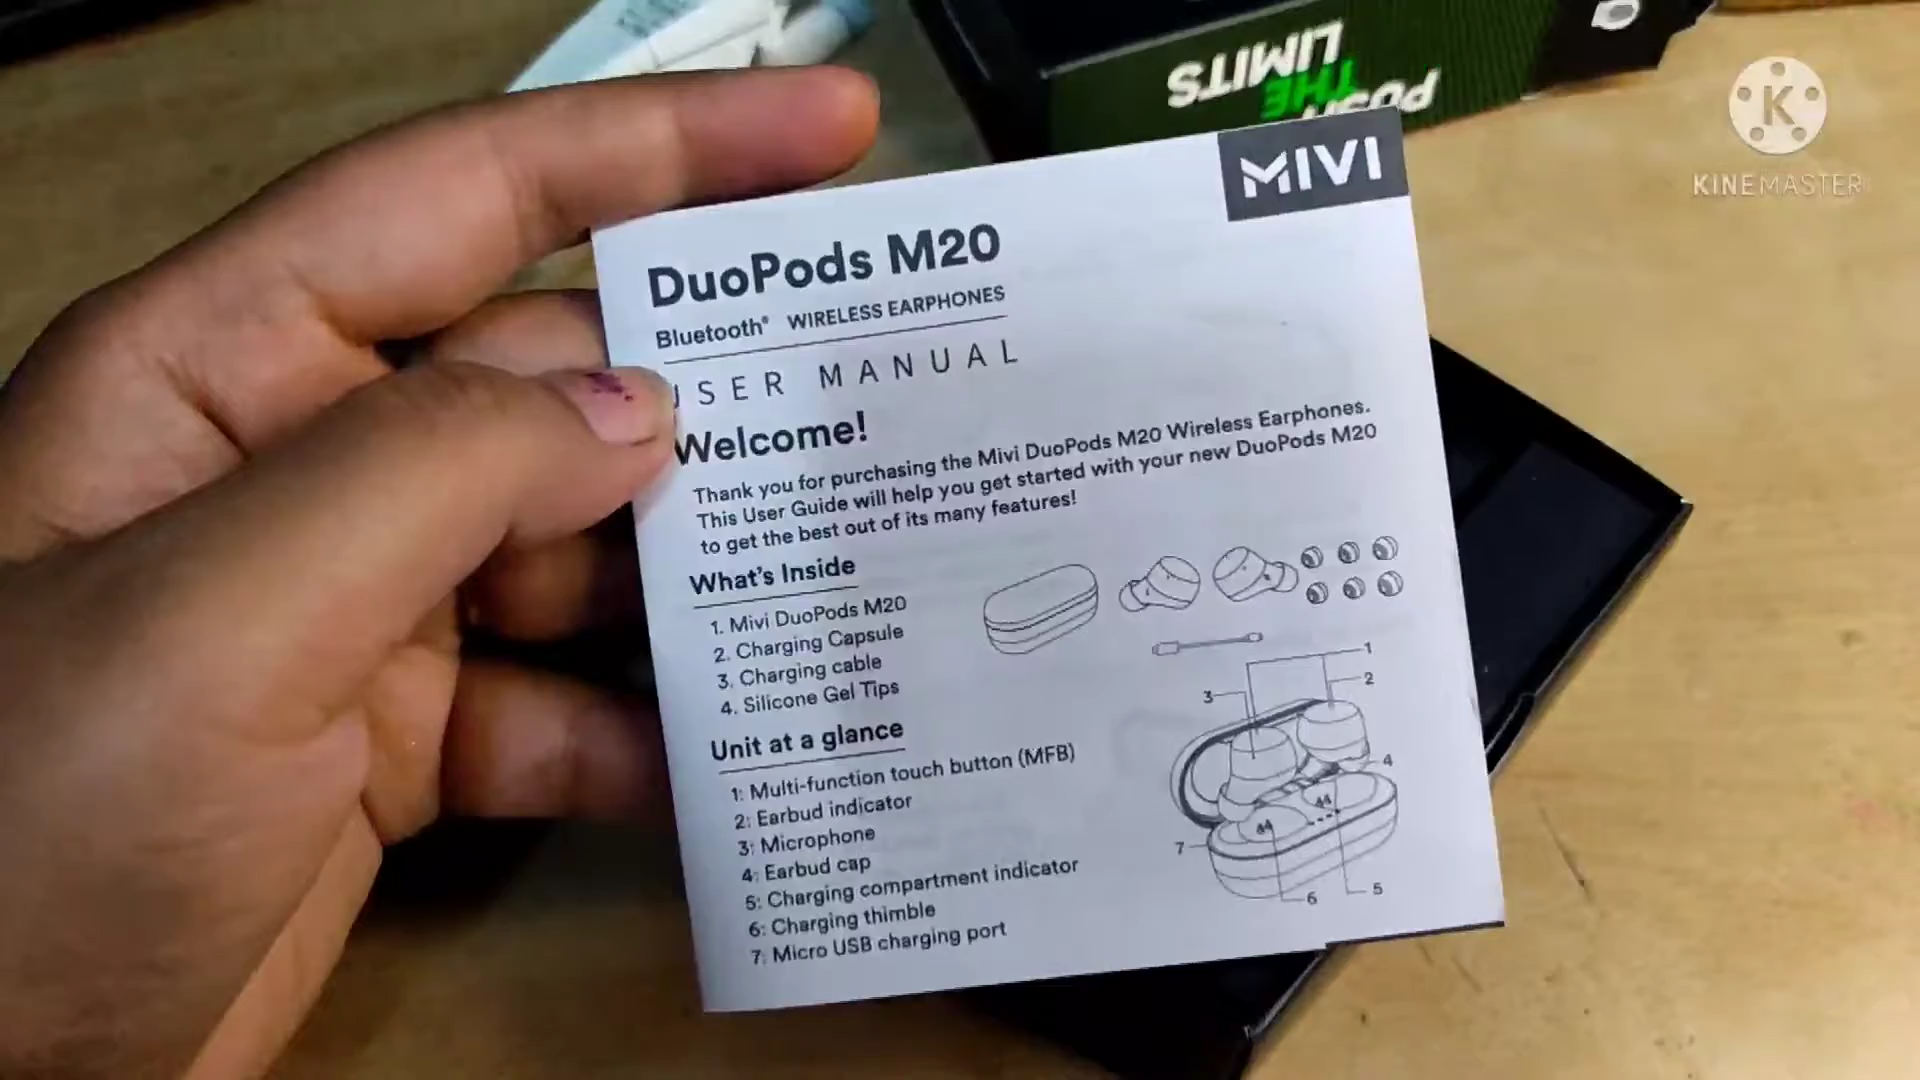 PUSH
THE
LIMITS
K
KINEMASTER
MIVI
DuoPods M20
Bluetooth® WIRELESS EARPHONES
USER MANUAL
Welcome!
Thank you for purchasing the Mivi DuoPods M20 Wireless Earphones.
This User Guide will help you get started with your new DuoPods M20
to get the best out of its many features!
What's Inside
1. Mivi DuoPods M20
2. Charging Capsule
3. Charging cable
4. Silicone Gel Tips
Unit at a glance
1: Multi-function touch button (MFB)
2: Earbud indicator
3: Microphone
4: Earbud cap
5: Charging compartment indicator
6: Charging thimble
7: Micro USB charging port
1
2
3
4
7
5
6